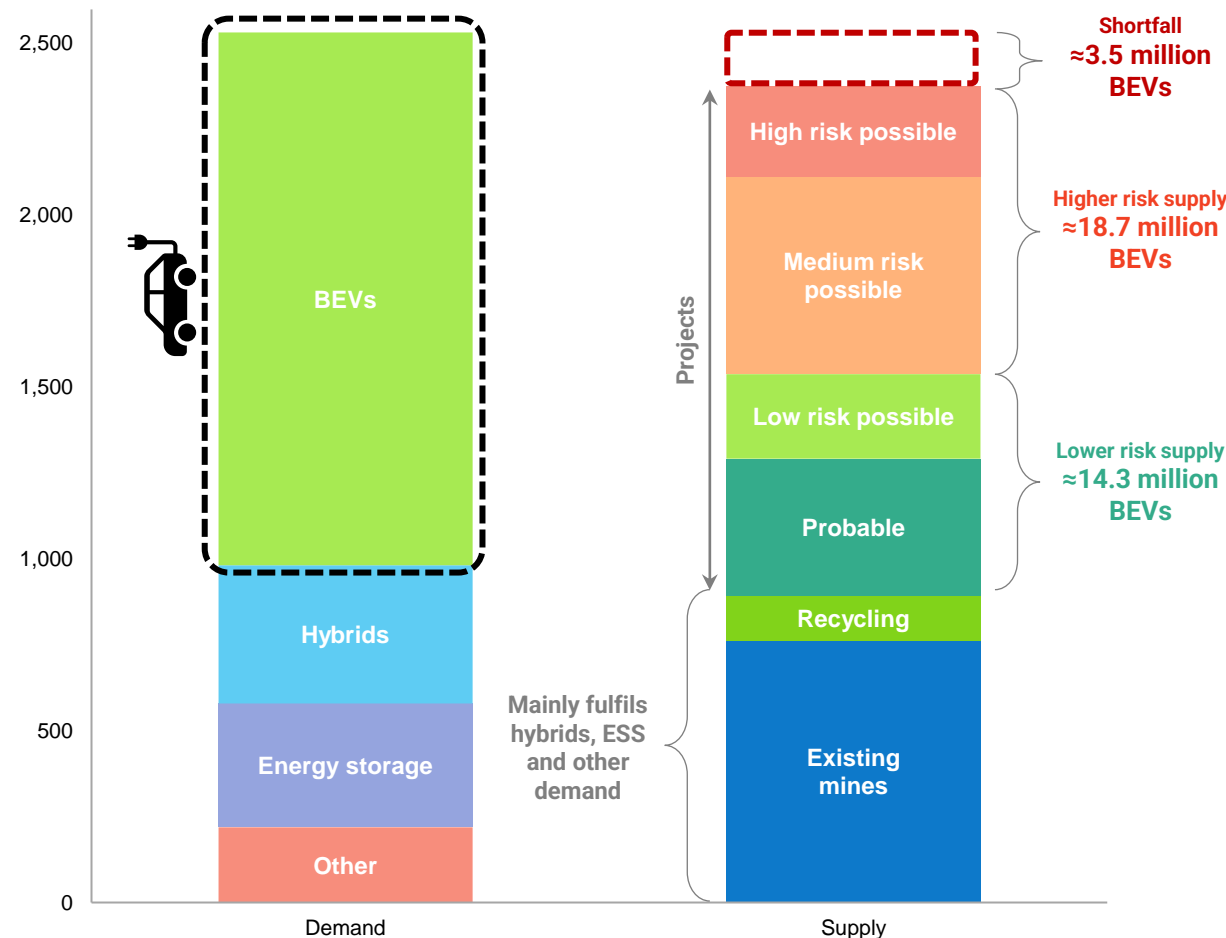 2,500
2,000
1,500
1,000
500
0
BEVs
Hybrids
Energy storage
Other
Demand
Mainly fulfils
hybrids, ESS
and other
demand
Projects
High risk possible
Medium risk
possible
Low risk possible
Probable
Recycling
Existing
mines
Supply
Shortfall
≈3.5 million
BEVs
Higher risk supply
≈18.7 million
BEVs
Lower risk supply
≈14.3 million
BEVs